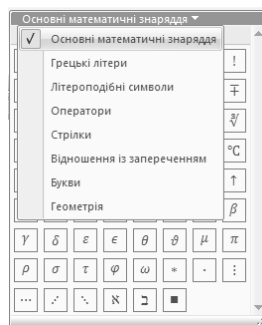 Основні математичні знаряддя
Основні математичні знаряддя
!
Грецькі літери
Літероподібні символи
∓
Оператори
∜
Стрілки
°C
Відношення із запереченням
Букви
↑
Геометрія
β
γ δ ε ϵ θ ϑ μ π
ρ σ τ φ ω * · ⋮
⋯ ⋰ ⋱ ℵ ℶ ■